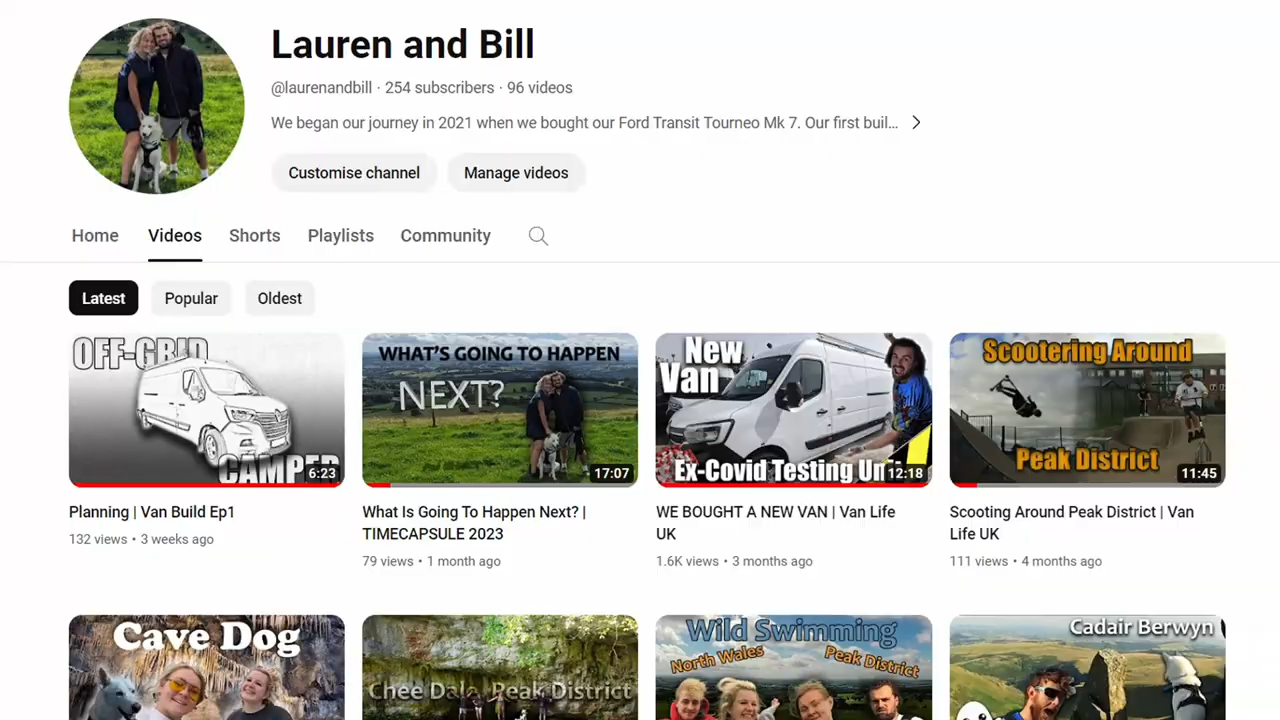 Lauren and Bill
@laurenandbill · 254 subscribers · 96 videos
We began our journey in 2021 when we bought our Ford Transit Tourneo Mk 7. Our first buil...
Customise channel
Manage videos
Home
Videos
Shorts
Playlists
Community
Latest
Popular
Oldest
OFF-GRID
CAMPER
6:23
WHAT'S GOING TO HAPPEN
NEXT?
17:07
New
Van
Ex-Covid Testing Uni
12:18
Scootering Around
Peak District
11:45
Planning | Van Build Ep1
132 views • 3 weeks ago
What Is Going To Happen Next? |
TIMECAPSULE 2023
79 views • 1 month ago
WE BOUGHT A NEW VAN | Van Life
UK
1.6K views • 3 months ago
Scooting Around Peak District | Van
Life UK
111 views • 4 months ago
Cave Dog
Chee Dale, Peak District
Wild Swimming
North Wales
Peak District
Cadair Berwyn